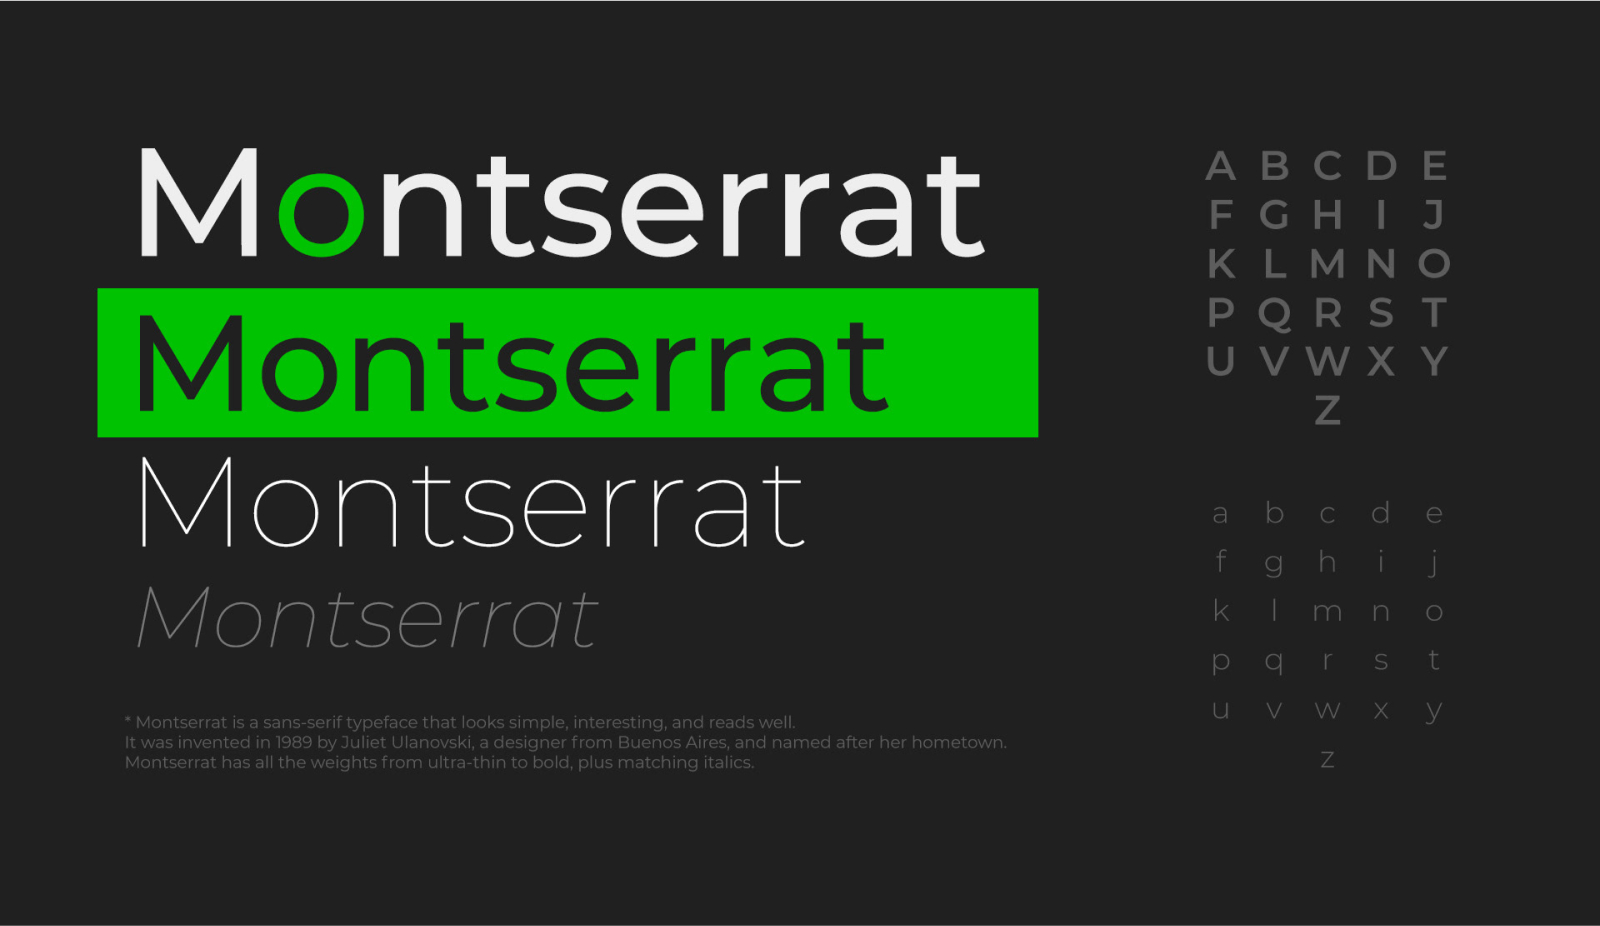 Montserrat
Montserrat
Montserrat
Montserrat
* Montserrat is a sans-serif typeface that looks simple, interesting, and reads well.
It was invented in 1989 by Juliet Ulanovski, a designer from Buenos Aires, and named after her hometown.
Montserrat has all the weights from ultra-thin to bold, plus matching italics.
A B C D E
F G H I J
K L M N O
P Q R S T
U V W X Y
Z
a b c d e
f g h i j
k l m n o
p q r s t
u v w x y
z